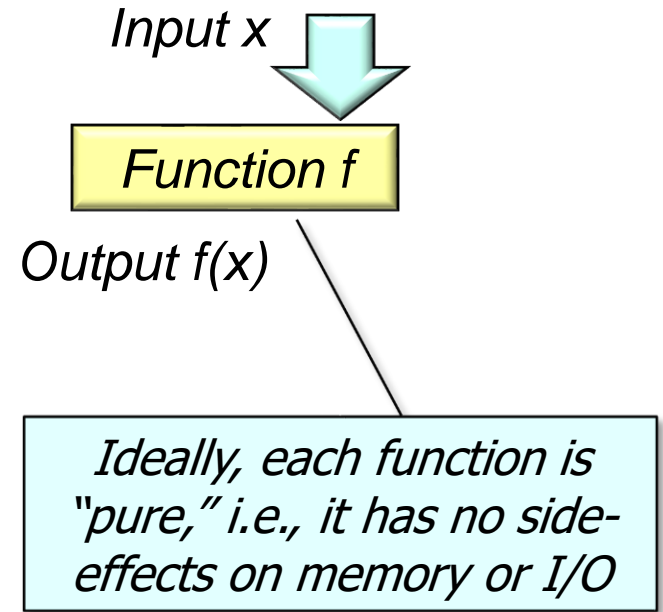 Input x
Function f
Output f(x)
Ideally, each function is
“pure,” i.e., it has no side-
effects on memory or I/O